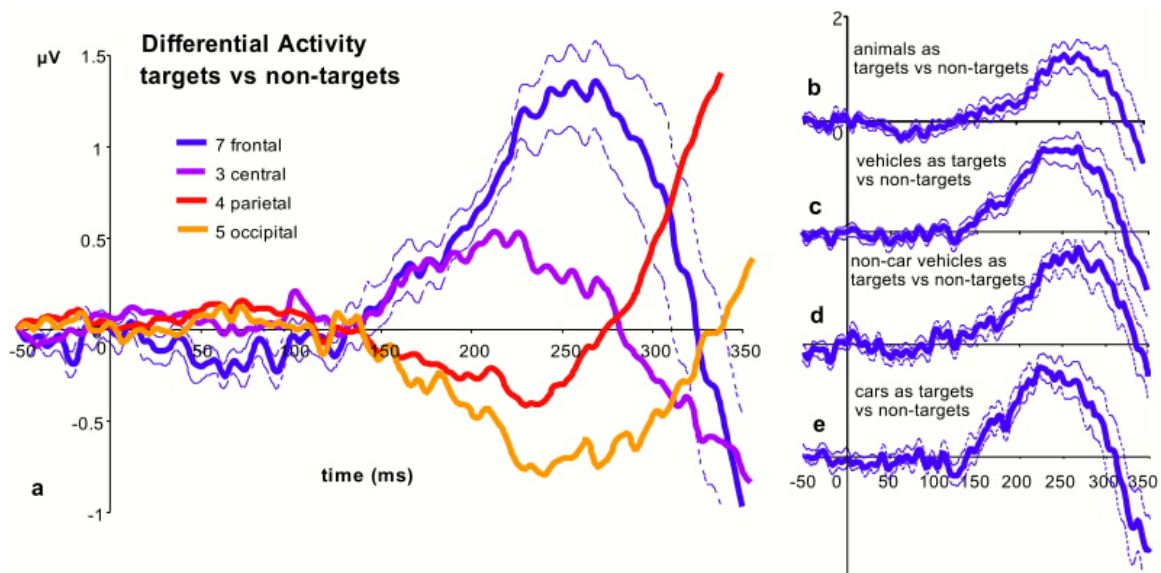 Differential Activity
targets vs non-targets
µV
1.5
1
0.5
-0.5
-1
7 frontal
3 central
4 parietal
5 occipital
-50 0 50 100 150 200 250 300 350
time (ms)
a
2
0
animals as
targets vs non-targets
b
vehicles as targets
vs non-targets
c
non-car vehicles as
targets vs non-targets
d
cars as targets
vs non-targets
e
-50 0 50 100 150 200 250 300 350